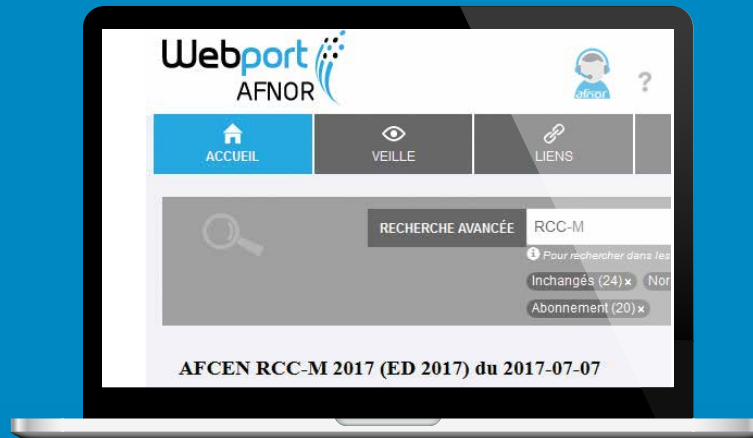 Webport
AFNOR
afnor
?
ACCUEIL
VEILLE
LIENS
RECHERCHE AVANCÉE
RCC-M
Pour rechercher dans les
Inchangés (24) x
Nor
Abonnement (20) x
AFCEN RCC-M 2017 (ED 2017) du 2017-07-07